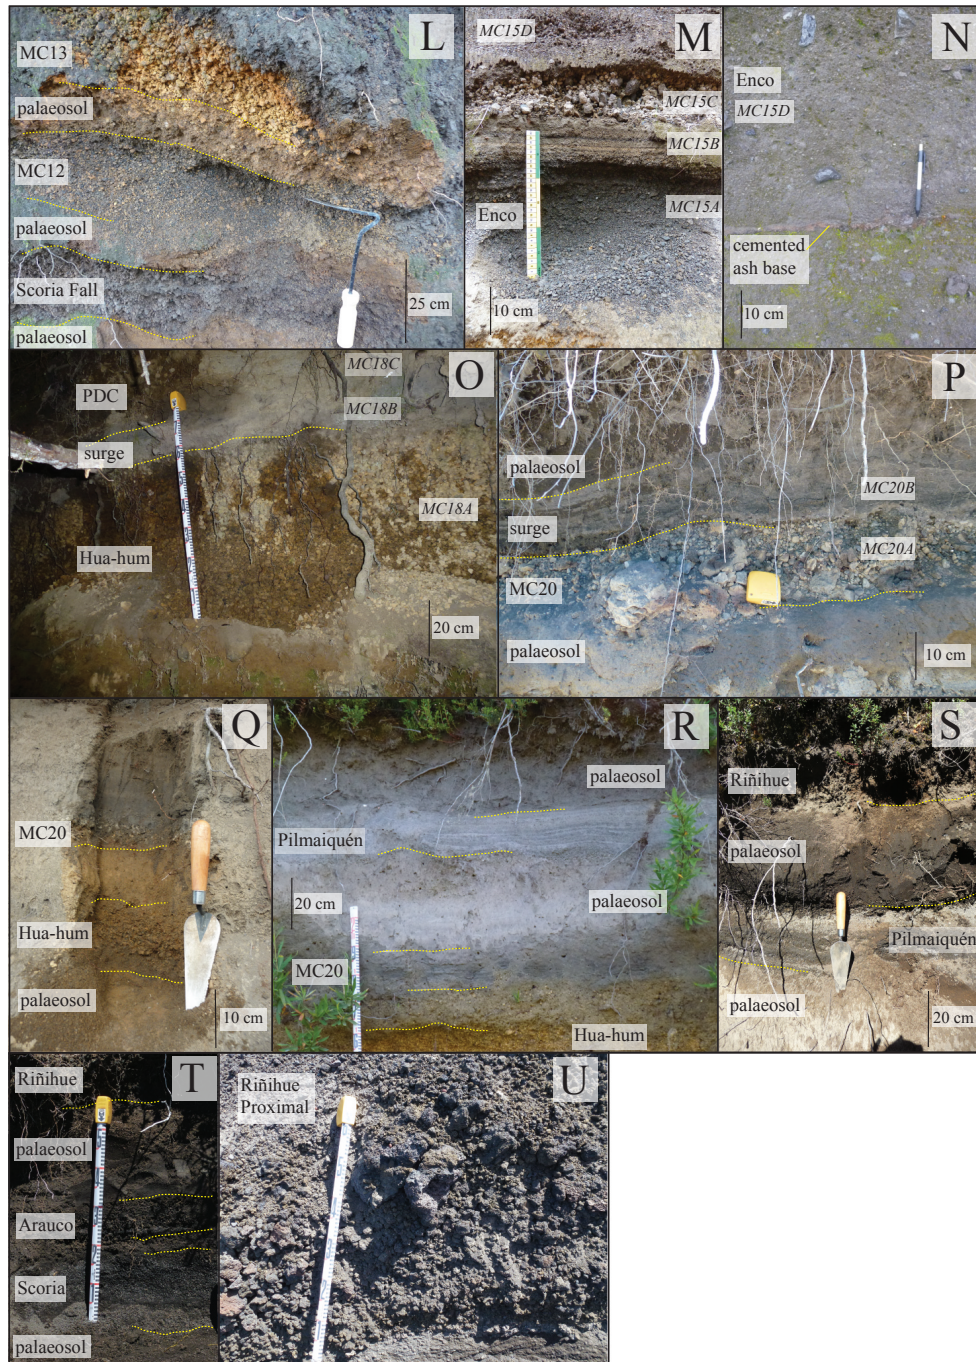 L
MC13
palaeosol
MC12
palaeosol
Scoria Fall
palaeosol
25 cm
M
MC15D
MC15C
MC15B
MC15A
Enco
10 cm
N
Enco
MC15D
cemented
ash base
10 cm
O
MC18C
PDC
MC18B
surge
MC18A
Hua-hum
20 cm
P
palaeosol
MC20B
surge
MC20A
MC20
palaeosol
10 cm
Q
MC20
Hua-hum
palaeosol
10 cm
R
palaeosol
Pilmaiquén
20 cm
palaeosol
MC20
Hua-hum
S
Riñihue
palaeosol
Pilmaiquén
palaeosol
20 cm
T
Riñihue
palaeosol
Arauco
Scoria
palaeosol
U
Riñihue
Proximal